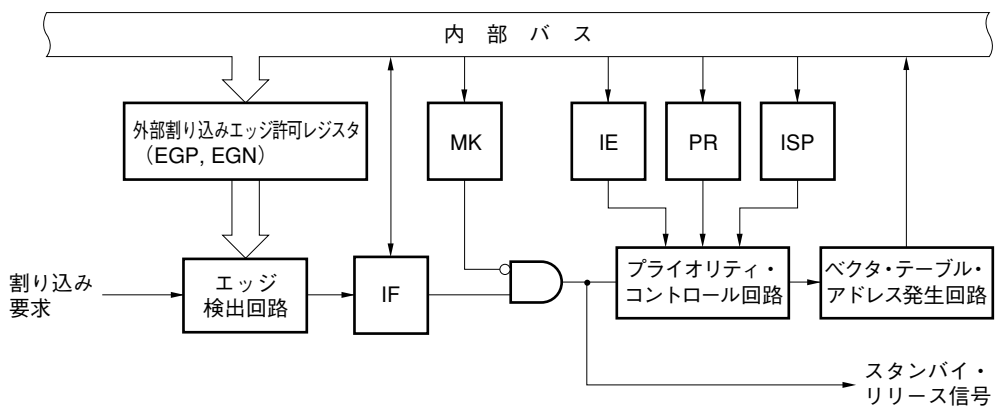 内部バス
外部割り込みエッジ許可レジスタ
（EGP, EGN）
MK
IE
PR
ISP
割り込み
要求
エッジ
検出回路
IF
プライオリティ・
コントロール回路
ベクタ・テーブル・
アドレス発生回路
スタンバイ・
リリース信号